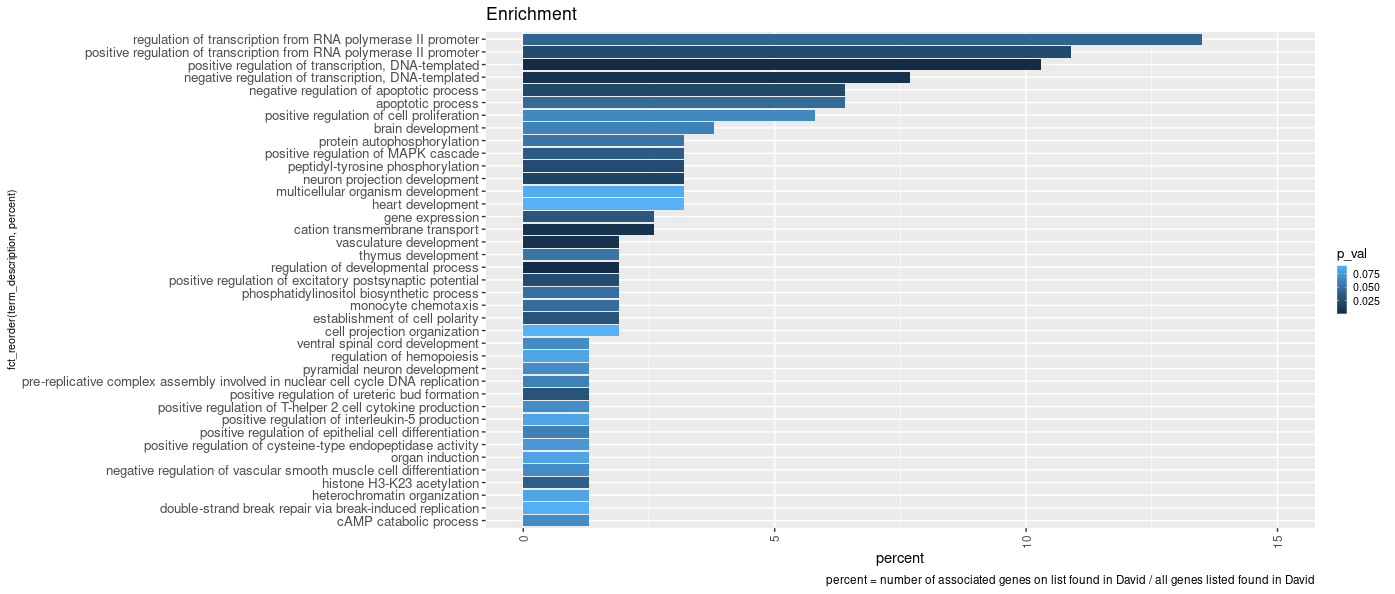 Enrichment
fct_reorder(term_description, percent)
regulation of transcription from RNA polymerase II promoter
positive regulation of transcription from RNA polymerase II promoter
positive regulation of transcription, DNA-templated
negative regulation of transcription, DNA-templated
negative regulation of apoptotic process
apoptotic process
positive regulation of cell proliferation
brain development
protein autophosphorylation
positive regulation of MAPK cascade
peptidyl-tyrosine phosphorylation
neuron projection development
multicellular organism development
heart development
gene expression
cation transmembrane transport
vasculature development
thymus development
regulation of developmental process
positive regulation of excitatory postsynaptic potential
phosphatidylinositol biosynthetic process
monocyte chemotaxis
establishment of cell polarity
cell projection organization
ventral spinal cord development
regulation of hemopoiesis
pyramidal neuron development
pre-replicative complex assembly involved in nuclear cell cycle DNA replication
positive regulation of ureteric bud formation
positive regulation of T-helper 2 cell cytokine production
positive regulation of interleukin-5 production
positive regulation of epithelial cell differentiation
positive regulation of cysteine-type endopeptidase activity
organ induction
negative regulation of vascular smooth muscle cell differentiation
histone H3-K23 acetylation
heterochromatin organization
double-strand break repair via break-induced replication
cAMP catabolic process
0 5 10 15
percent
percent = number of associated genes on list found in David / all genes listed found in David
p_val
0.075
0.050
0.025